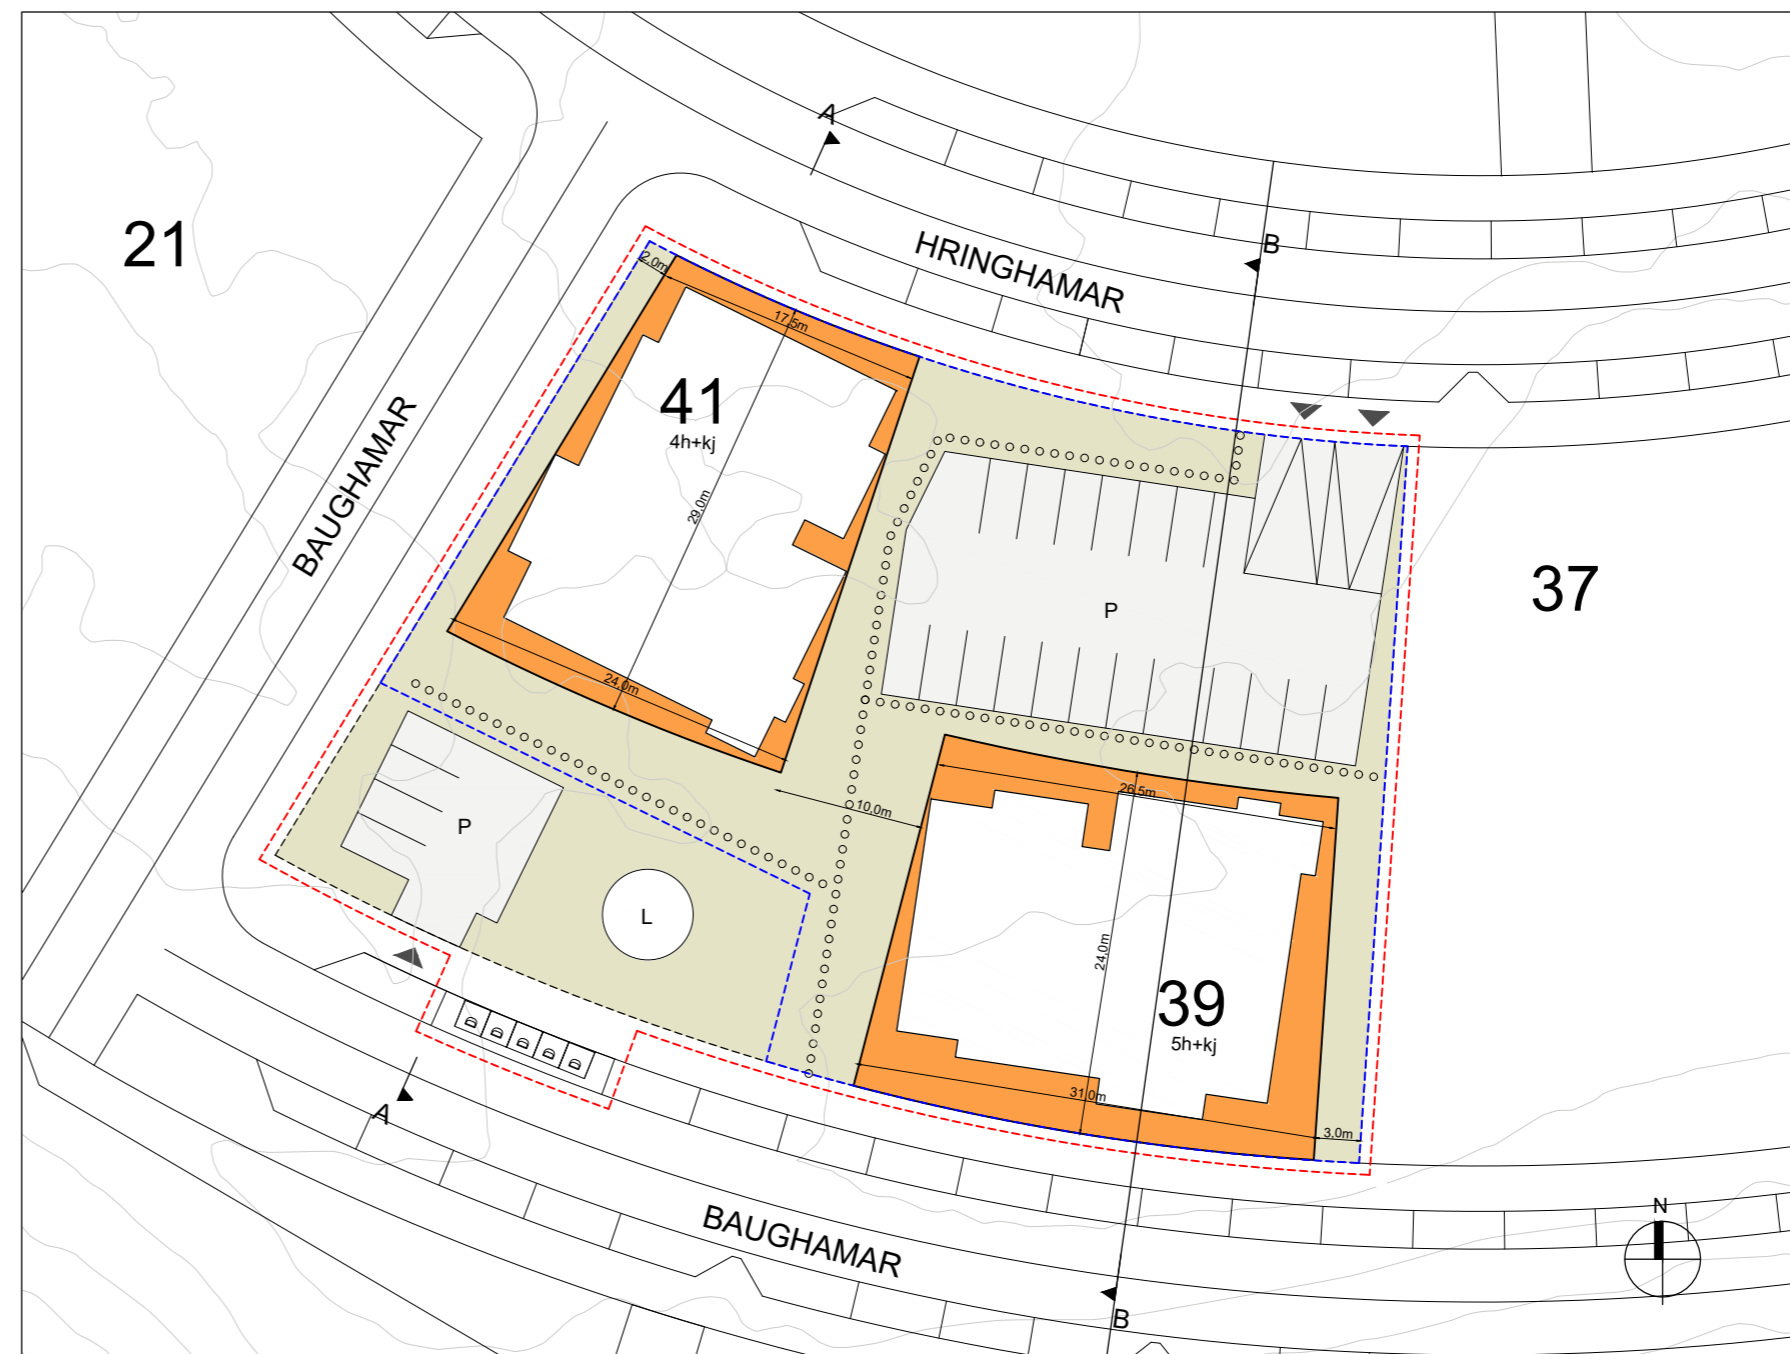 A
21
HRINGHAMAR
B
2,0m
17,5m
41
4h+kj
BAUGHAMAR
29,0m
P
37
24,0m
26,5m
10,0m
P
L
24,0m
39
5h+kj
31,0m
3,0m
A
BAUGHAMAR
N
B